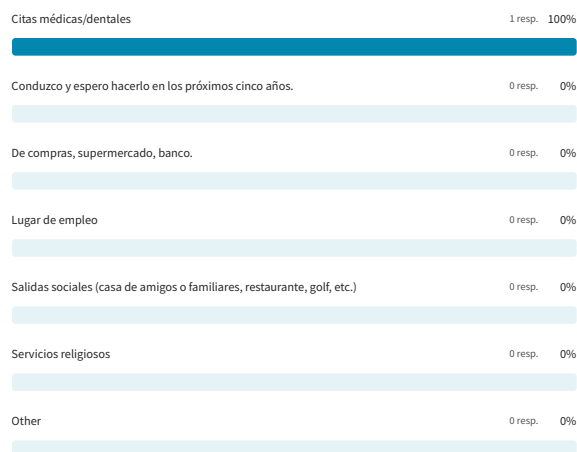 Citas médicas/dentales 1 resp. 100%
Conduzco y espero hacerlo en los próximos cinco años. 0 resp. 0%
De compras, supermercado, banco. 0 resp. 0%
Lugar de empleo 0 resp. 0%
Salidas sociales (casa de amigos o familiares, restaurante, golf, etc.) 0 resp. 0%
Servicios religiosos 0 resp. 0%
Other 0 resp. 0%